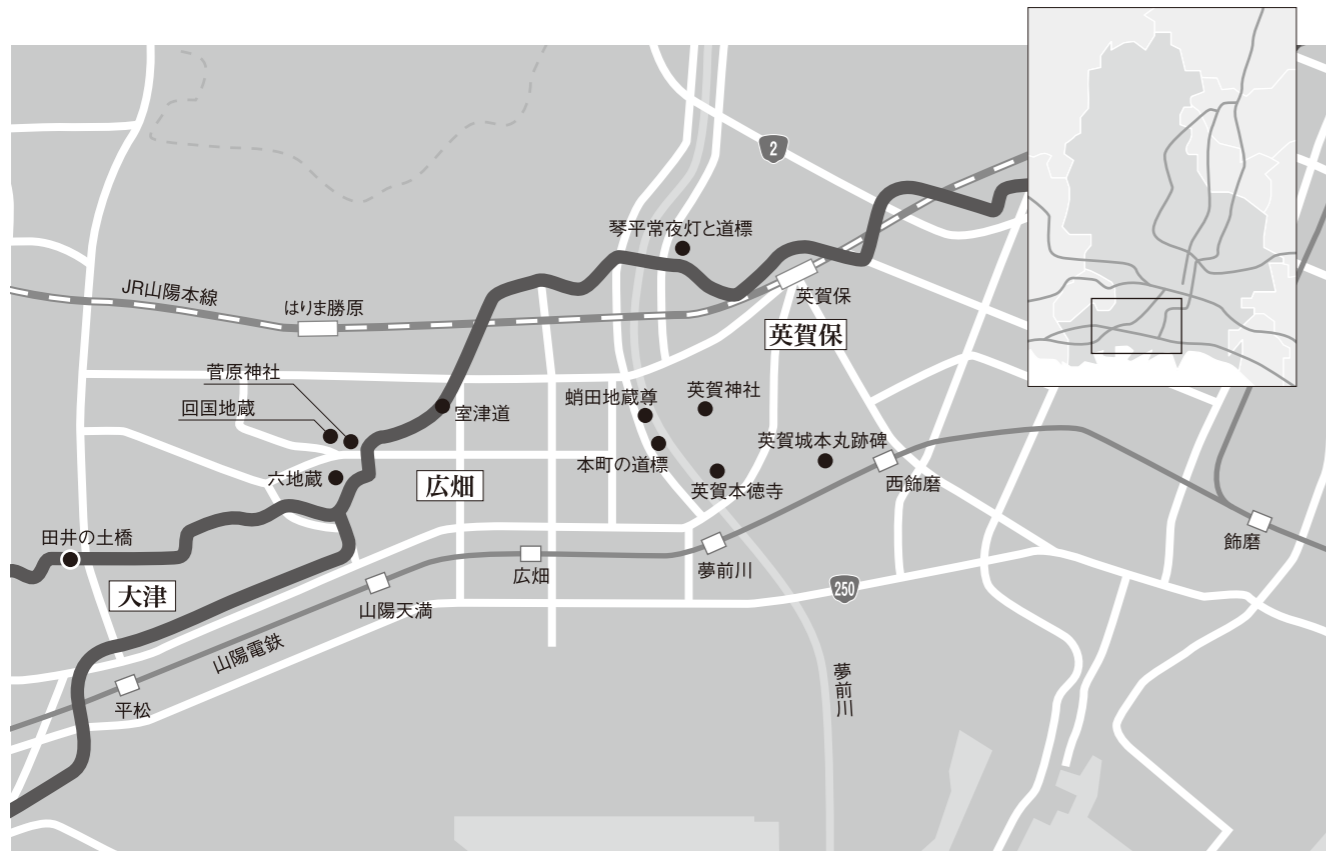 2
琴平常夜灯と道標
JR山陽本線
はりま勝原
英賀保
英賀保
菅原神社
回国地蔵
室津道
蛸田地蔵尊
英賀神社
本町の道標
英賀城本丸跡碑
英賀本徳寺
西飾磨
六地蔵
広畑
田井の土橋
飾磨
大津
広畑
夢前川
250
山陽天満
山陽電鉄
夢前川
平松